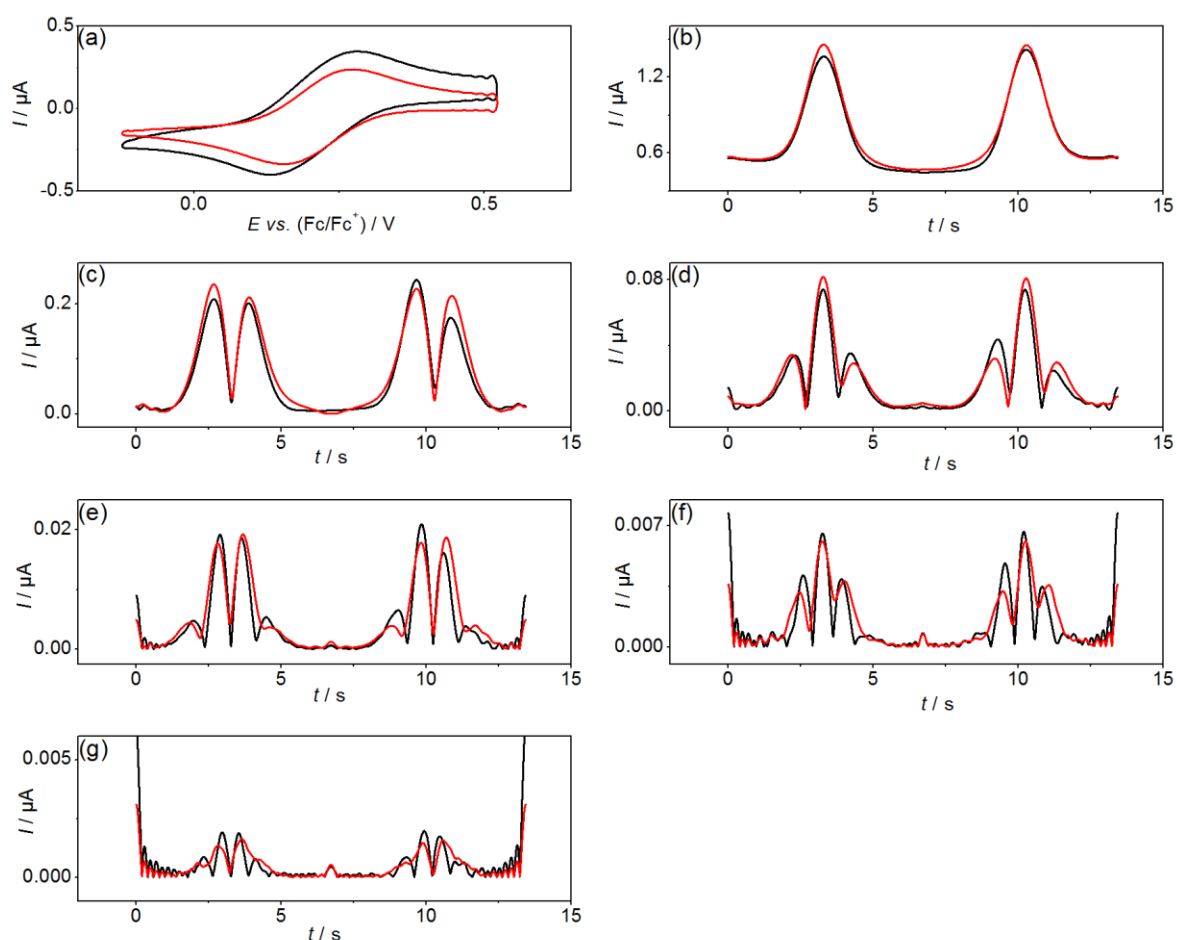 (a)
0.5
0.0
-0.5
I / μA
0.0
0.5
E vs. (Fc/Fc⁺) / V
(b)
1.2
0.6
I / μA
0
5
10
15
t / s
(c)
0.2
0.0
I / μA
0
5
10
15
t / s
(d)
0.08
0.00
I / μA
0
5
10
15
t / s
(e)
0.02
0.00
I / μA
0
5
10
15
t / s
(f)
0.007
0.000
I / μA
0
5
10
15
t / s
(g)
0.005
0.000
I / μA
0
5
10
15
t / s